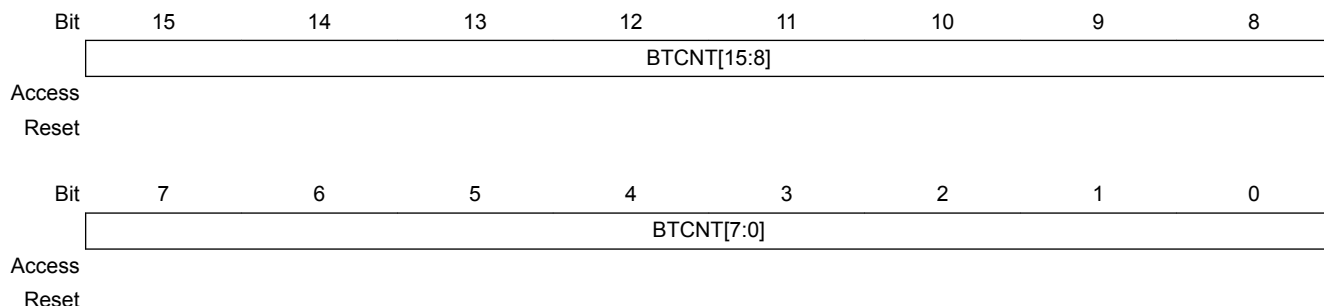 Bit 15 14 13 12 11 10 9 8
BTCNT[15:8]
Access
Reset
Bit 7 6 5 4 3 2 1 0
BTCNT[7:0]
Access
Reset